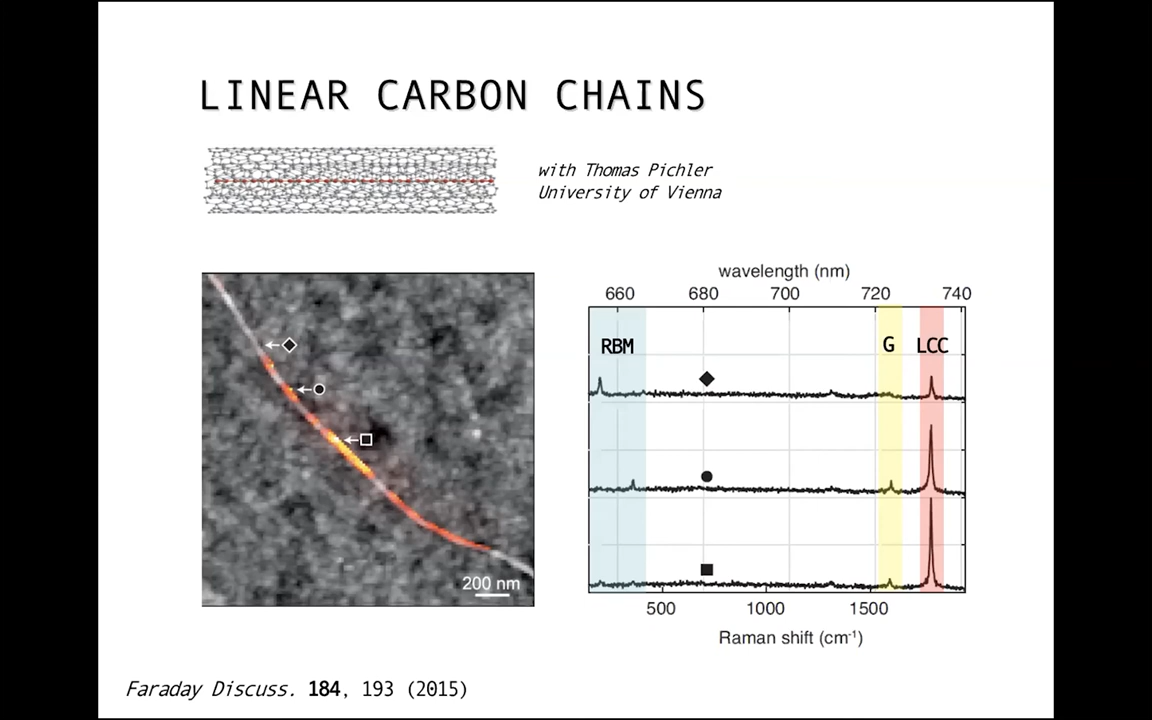 LINEAR CARBON CHAINS
with Thomas Pichler
University of Vienna
200 nm
wavelength (nm)
660 680 700 720 740
RBM G LCC
500 1000 1500
Raman shift (cm⁻¹)
Faraday Discuss. 184, 193 (2015)